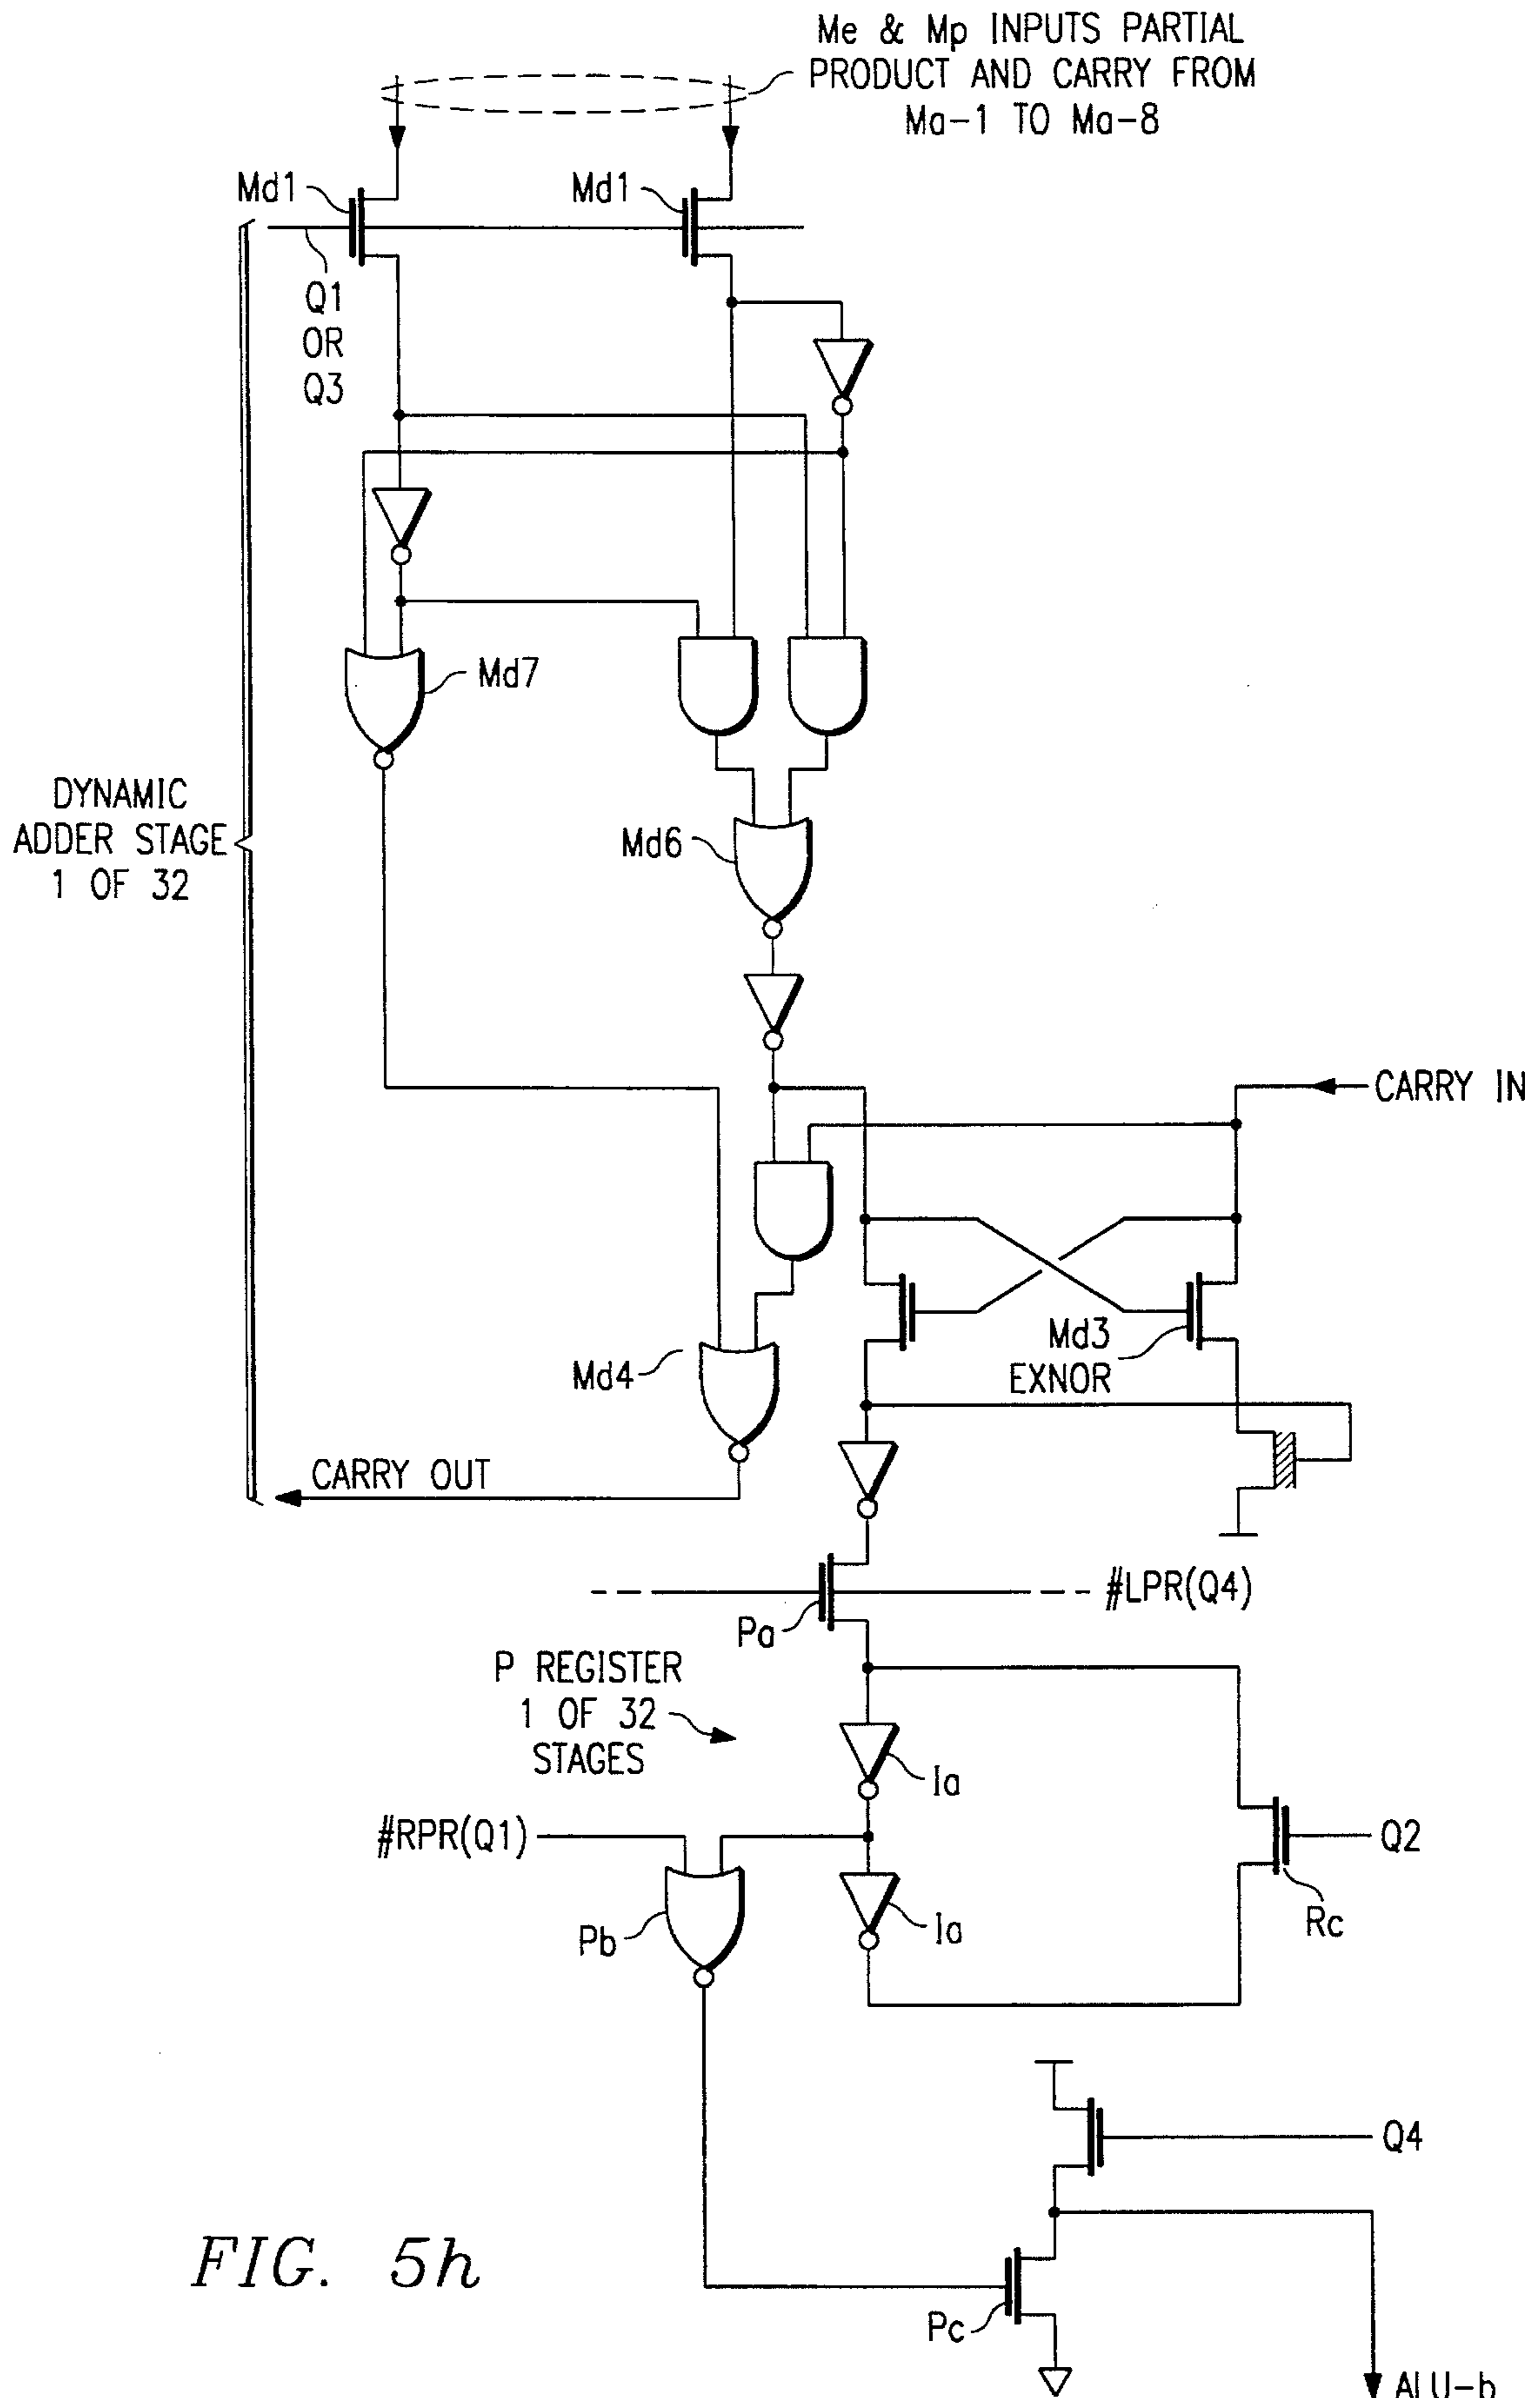 Me & Mp INPUTS PARTIAL
PRODUCT AND CARRY FROM
Ma-1 TO Ma-8
Md1
Md1
Q1
OR
Q3
Md7
DYNAMIC
ADDER STAGE
1 OF 32
Md6
CARRY IN
Md3
EXNOR
Md4
CARRY OUT
#LPR(Q4)
Pa
P REGISTER
1 OF 32
STAGES
Ia
#RPR(Q1)
Q2
Rc
Pb
Ia
Q4
FIG. 5h
Pc
ALU-b